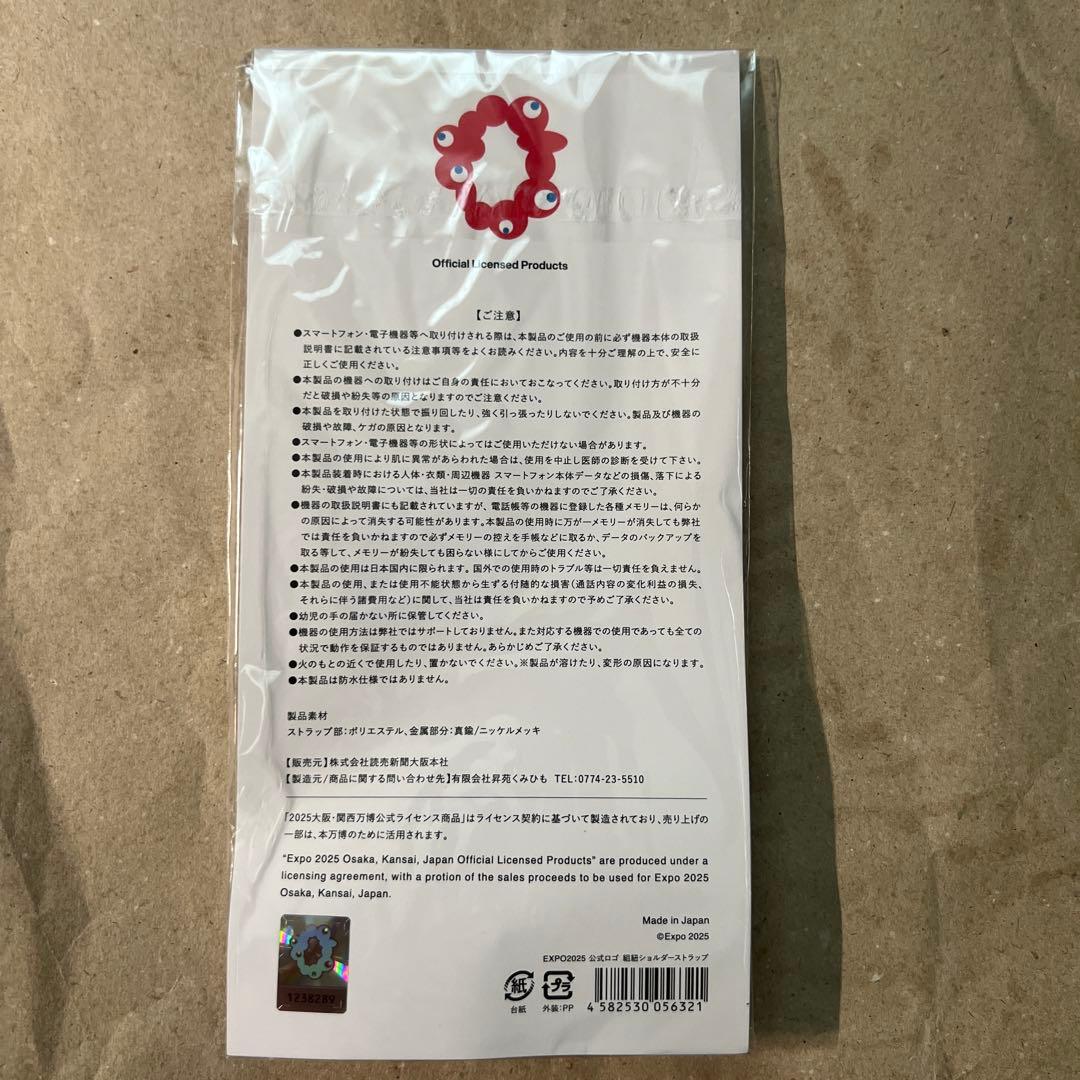 Official Licensed Products
【ご注意】
●スマートフォン・電子機器等へ取り付けされる際は、本製品のご使用の前に必ず機器本体の取扱
説明書に記載されている注意事項等をよくお読みください。内容を十分ご理解の上で、安全に
正しくご使用ください。
●本製品の機器への取り付けはご自身の責任においておこなってください。取り付け方が不十分
だと破損や紛失等の原因となりますのでご注意ください。
●本製品を取り付けた状態で振り回したり、強く引っ張ったりしないでください。製品及び機器の
破損や故障、ケガの原因となります。
●スマートフォン・電子機器等の形状によってはご使用いただけない場合があります。
●本製品の使用により肌に異常があらわれた場合は、使用を中止し医師の診断を受けて下さい。
●本製品装着時における人体・衣類・周辺機器 スマートフォン本体データなどの損傷、落下による
紛失・破損や故障については、当社は一切の責任を負いかねますのでご了承ください。
●機器の取扱説明書にも記載されていますが、電話帳等の機器に登録した各種メモリーは、何らか
の原因によって消失する可能性があります。本製品の使用時に万が一メモリーが消失しても弊社
では責任を負いかねますので必ずメモリーの控えを手帳などに取るか、データのバックアップを
取る等して、メモリーが紛失しても困らない様にしてからご使用ください。
●本製品の使用は日本国内に限られます。国外での使用時のトラブル等は一切責任を負えません。
●本製品の使用、または使用不能状態から生ずる付随的な損害(通話内容の変化利益の損失、
それらに伴う諸費用など)に関して、当社は責任を負いかねますので予めご了承ください。
●幼児の手の届かない所に保管してください。
●機器の使用方法は弊社ではサポートしておりません。また対応する機器での使用であっても全ての
状況で動作を保証するものではありません。あらかじめご了承ください。
●火のもとの近くで使用したり、置かないでください。※製品が溶けたり、変形の原因になります。
●本製品は防水仕様ではありません。
製品素材
ストラップ部:ポリエステル、金属部分:真鍮/ニッケルメッキ
【販売元】株式会社読売新聞大阪本社
【製造元/商品に関する問い合わせ先】有限会社昇苑くみひも TEL:0774-23-5510
「2025大阪・関西万博公式ライセンス商品」はライセンス契約に基づいて製造されており、売り上げの
一部は、本万博のために活用されます。
"Expo 2025 Osaka, Kansai, Japan Official Licensed Products" are produced under a
licensing agreement, with a protion of the sales proceeds to be used for Expo 2025
Osaka, Kansai, Japan.
Made in Japan
©Expo 2025
EXPO2025 公式ロゴ 組紐ショルダーストラップ
1238289
紙
台紙
プラ
外装:PP
4 582530 056321